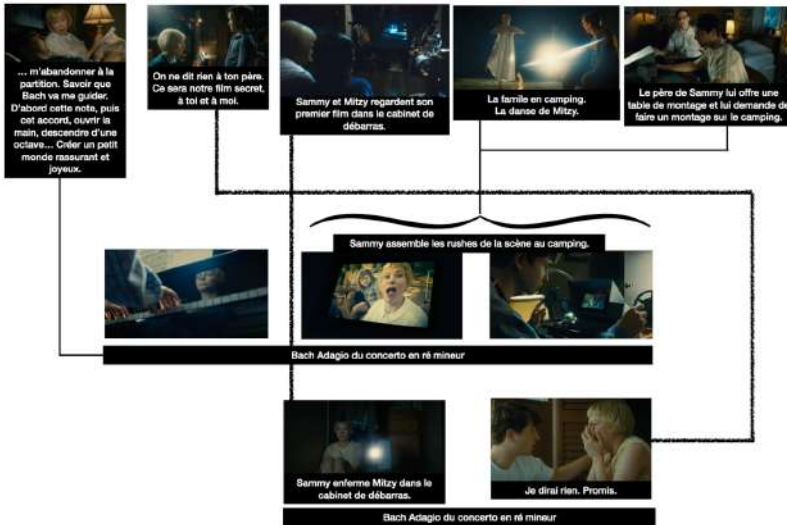 … m'abandonner à la
partition. Savoir que
Bach va me guider.
D'abord cette note, puis
cet accord, ouvrir la
main, descendre d'une
octave… Créer un petit
monde rassurant et
joyeux.
On ne dit rien à ton père.
Ce sera notre film secret,
à toi et à moi.
Sammy et Mitzy regardent son
premier film dans le cabinet de
débarras.
La famile en camping.
La danse de Mitzy.
Le père de Sammy lui offre une
table de montage et lui demande de
faire un montage sur le camping.
Sammy assemble les rushes de la scène au camping.
Bach Adagio du concerto en ré mineur
Sammy enferme Mitzy dans le
cabinet de débarras.
Je dirai rien. Promis.
Bach Adagio du concerto en ré mineur